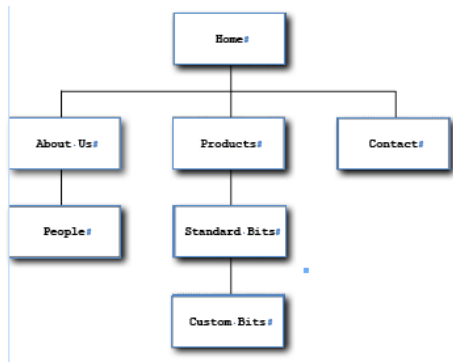 Home#
About·Us#
Products#
Contact#
People#
Standard·Bits#
Custom·Bits#